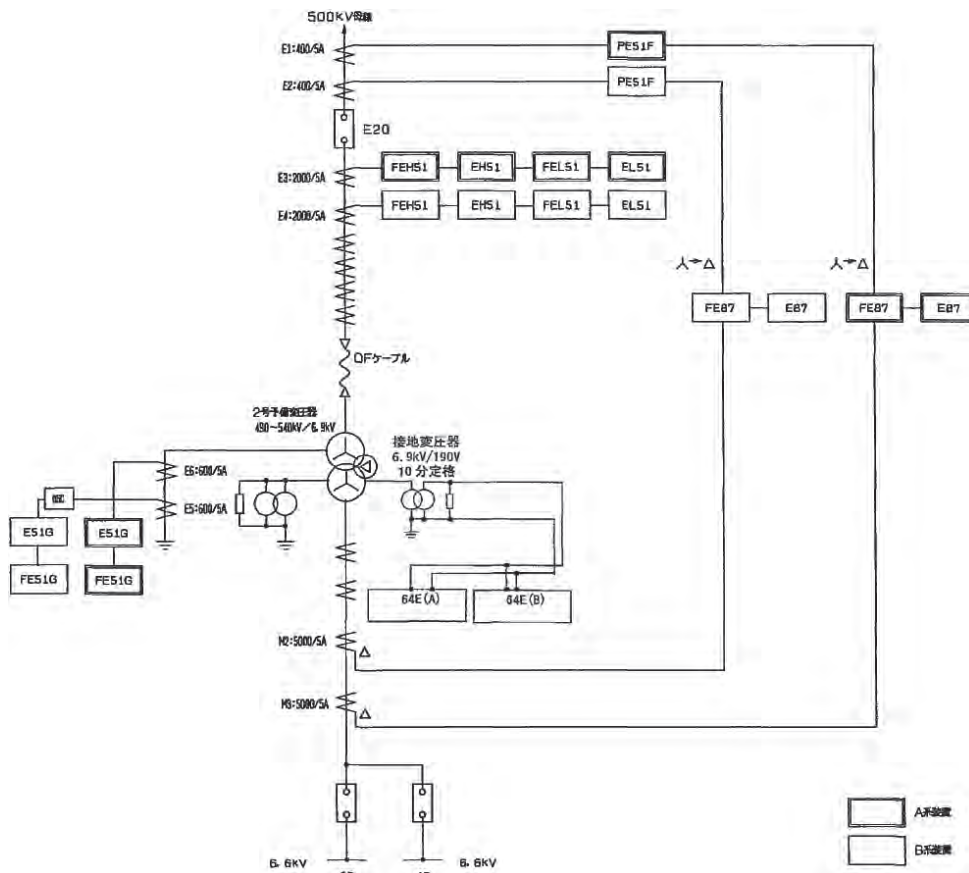 500kV母線
E1:400/5A
PE51F
E2:400/5A
PE51F
E20
E3:2000/5A
FEH51
EH51
FEL51
EL51
E4:2000/5A
FEH51
EH51
FEL51
EL51
人→△
人→△
FE87
E87
FE87
E87
OFケーブル
2号予備変圧器
490~540kV/6.9kV
接地変圧器
6.9kV/190V
10分定格
E6:600/5A
E5:600/5A
E51G
E51G
FE51G
FE51G
64E(A)
64E(B)
M2:5000/5A
△
M3:5000/5A
△
A系装置
B系装置
6.6kV
6.6kV